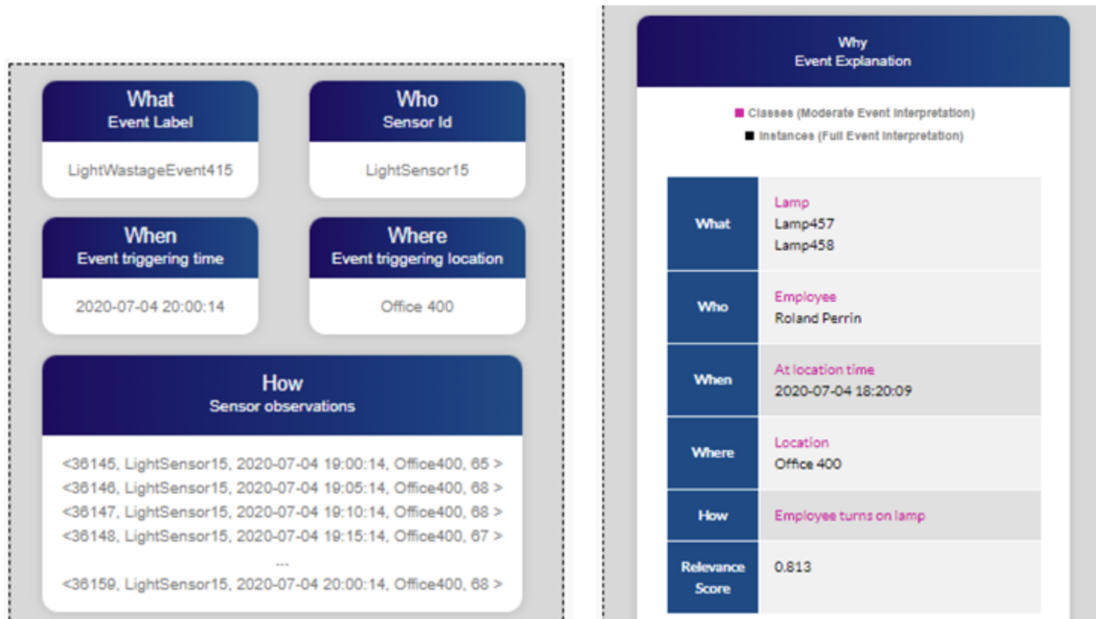 What
Event Label
LightWastageEvent415
Who
Sensor Id
LightSensor15
When
Event triggering time
2020-07-04 20:00:14
Where
Event triggering location
Office 400
How
Sensor observations
<36145, LightSensor15, 2020-07-04 19:00:14, Office400, 65 >
<36146, LightSensor15, 2020-07-04 19:05:14, Office400, 68 >
<36147, LightSensor15, 2020-07-04 19:10:14, Office400, 68 >
<36148, LightSensor15, 2020-07-04 19:15:14, Office400, 67 >
...
<36159, LightSensor15, 2020-07-04 20:00:14, Office400, 68 >
Why
Event Explanation
Classes (Moderate Event Interpretation)
Instances (Full Event Interpretation)
What
Lamp
Lamp457
Lamp458
Who
Employee
Roland Perrin
When
At location time
2020-07-04 18:20:09
Where
Location
Office 400
How
Employee turns on lamp
Relevance
Score
0.813